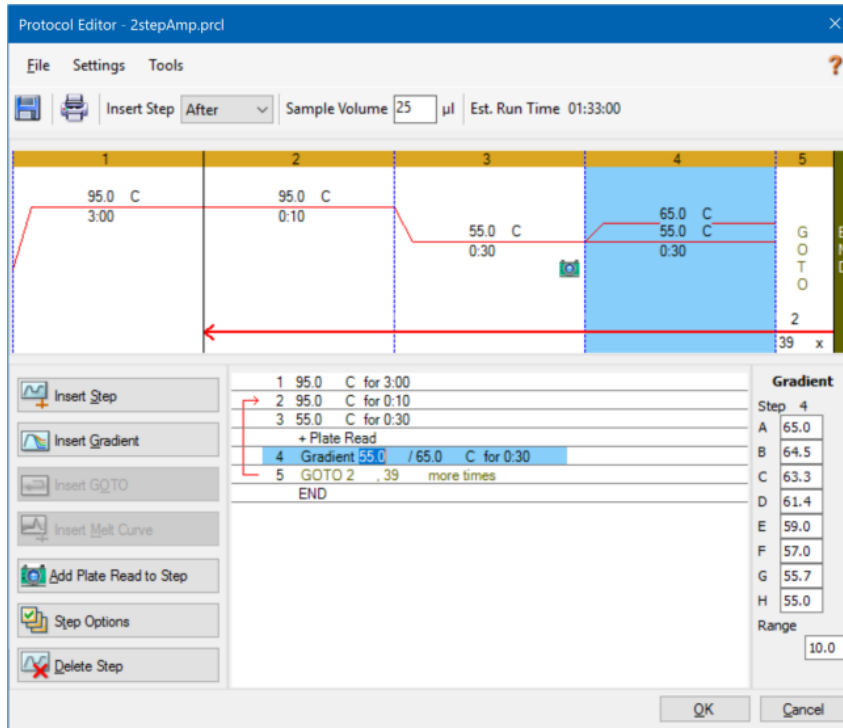 Protocol Editor - 2stepAmp.prcl
File Settings Tools
?
Insert Step After Sample Volume 25 µl Est. Run Time 01:33:00
1 2 3 4 5
95.0 C 95.0 C
3:00 0:10
65.0 C
55.0 C 55.0 C
0:30 0:30
G
O
T
O
E
N
D
2
39 x
Insert Step
Insert Gradient
Insert GOTO
Insert Melt Curve
Add Plate Read to Step
Step Options
Delete Step
1 95.0 C for 3:00
2 95.0 C for 0:10
3 55.0 C for 0:30
+ Plate Read
4 Gradient 55.0 / 65.0 C for 0:30
5 GOTO 2 , 39 more times
END
Gradient
Step 4
A 65.0
B 64.5
C 63.3
D 61.4
E 59.0
F 57.0
G 55.7
H 55.0
Range
10.0
OK Cancel